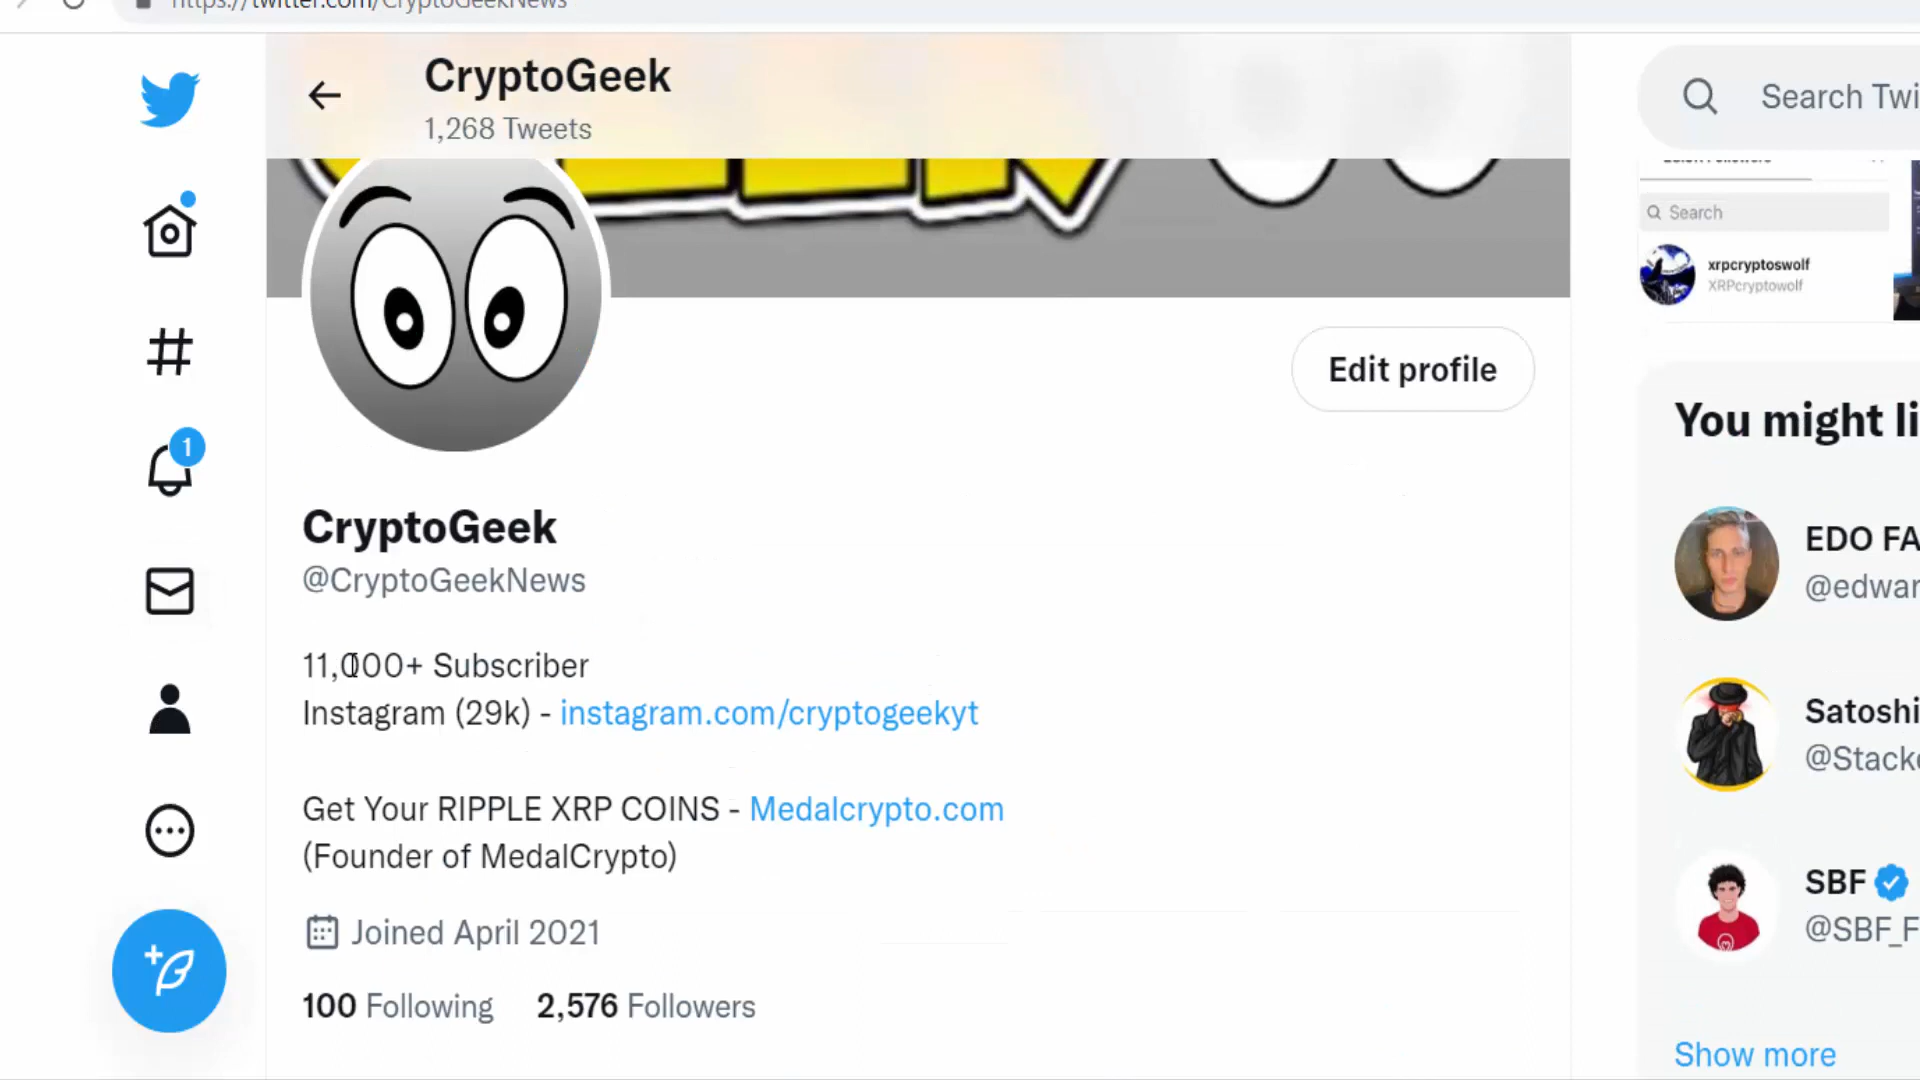 https://twitter.com/CryptoGeekNews
CryptoGeek
1,268 Tweets
Search Twi
Search
xrpcryptoswolf
XRPcryptowolf
Edit profile
CryptoGeek
@CryptoGeekNews
11,000+ Subscriber
Instagram (29k) - instagram.com/cryptogeekyt
Get Your RIPPLE XRP COINS - Medalcrypto.com
(Founder of MedalCrypto)
Joined April 2021
100 Following 2,576 Followers
1
You might li
EDO FA
@edwar
Satoshi
@Stack
SBF
@SBF_F
Show more